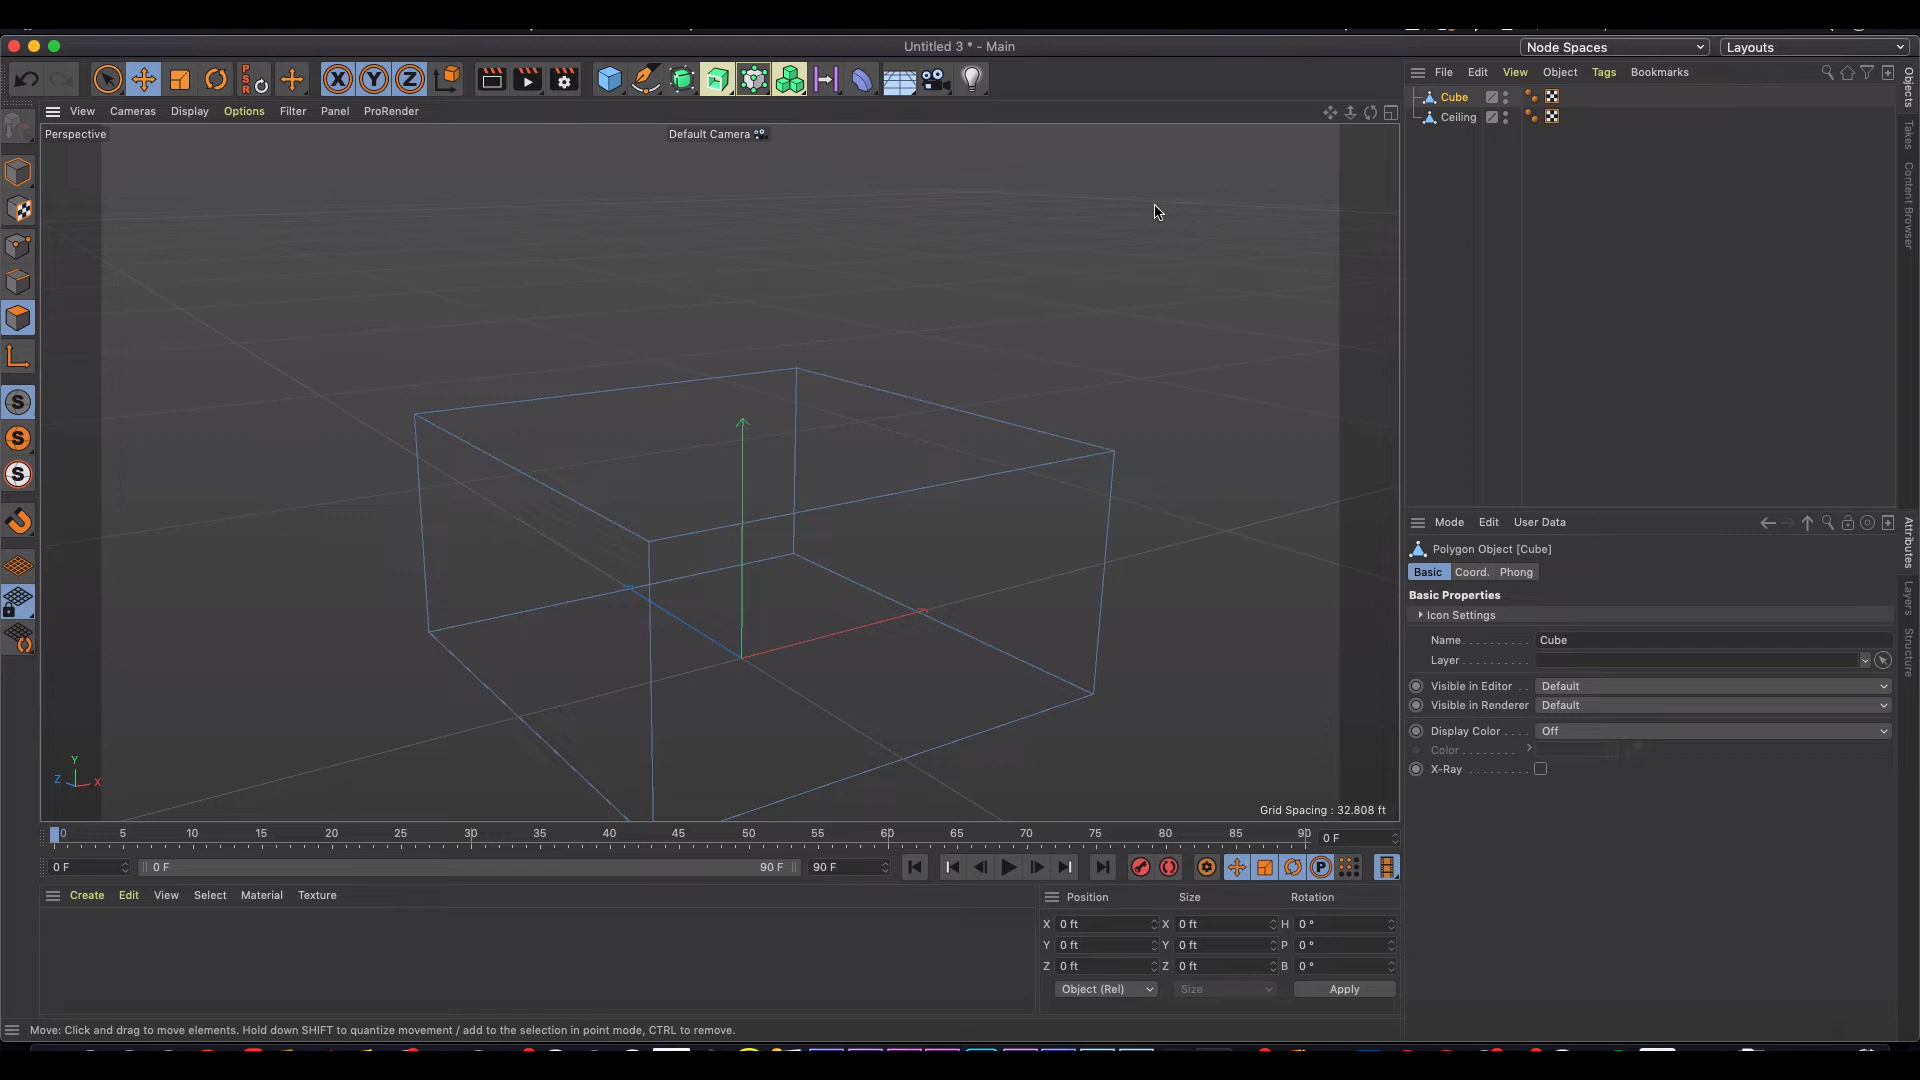 Untitled 3 * - Main
Node Spaces
Layouts
P
S
R
X
Y
Z
File Edit View Object Tags Bookmarks
View Cameras Display Options Filter Panel ProRender
Perspective
Default Camera
Cube
Ceiling
Objects
Takes
Content Browser
S
S
S
Mode Edit User Data
Polygon Object [Cube]
Basic Coord. Phong
Basic Properties
Icon Settings
Name . . . . . . . . . Cube
Layer . . . . . . . . .
Visible in Editor . . Default
Visible in Renderer Default
Display Color . . . . Off
Color . . . . . . . .
X-Ray . . . . . . . . .
Attributes
Layers
Structure
Y
Z
X
Grid Spacing : 32.808 ft
0 5 10 15 20 25 30 35 40 45 50 55 60 65 70 75 80 85 90
0 F
0 F 0 F 90 F 90 F
P
Create Edit View Select Material Texture
Position Size Rotation
X 0 ft X 0 ft H 0 °
Y 0 ft Y 0 ft P 0 °
Z 0 ft Z 0 ft B 0 °
Object (Rel) Size Apply
Move: Click and drag to move elements. Hold down SHIFT to quantize movement / add to the selection in point mode, CTRL to remove.